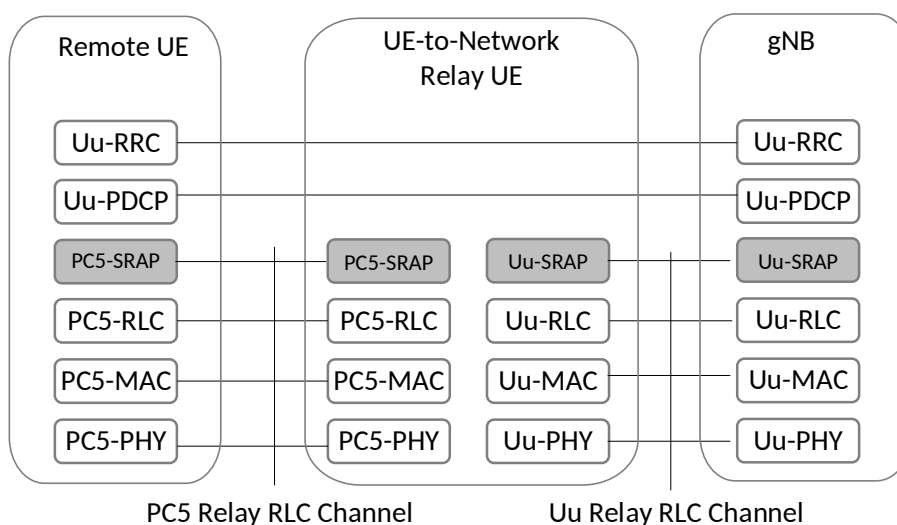 Remote UE
UE-to-Network
Relay UE
gNB
Uu-RRC
Uu-RRC
Uu-PDCP
Uu-PDCP
PC5-SRAP
PC5-SRAP
Uu-SRAP
Uu-SRAP
PC5-RLC
PC5-RLC
Uu-RLC
Uu-RLC
PC5-MAC
PC5-MAC
Uu-MAC
Uu-MAC
PC5-PHY
PC5-PHY
Uu-PHY
Uu-PHY
PC5 Relay RLC Channel
Uu Relay RLC Channel